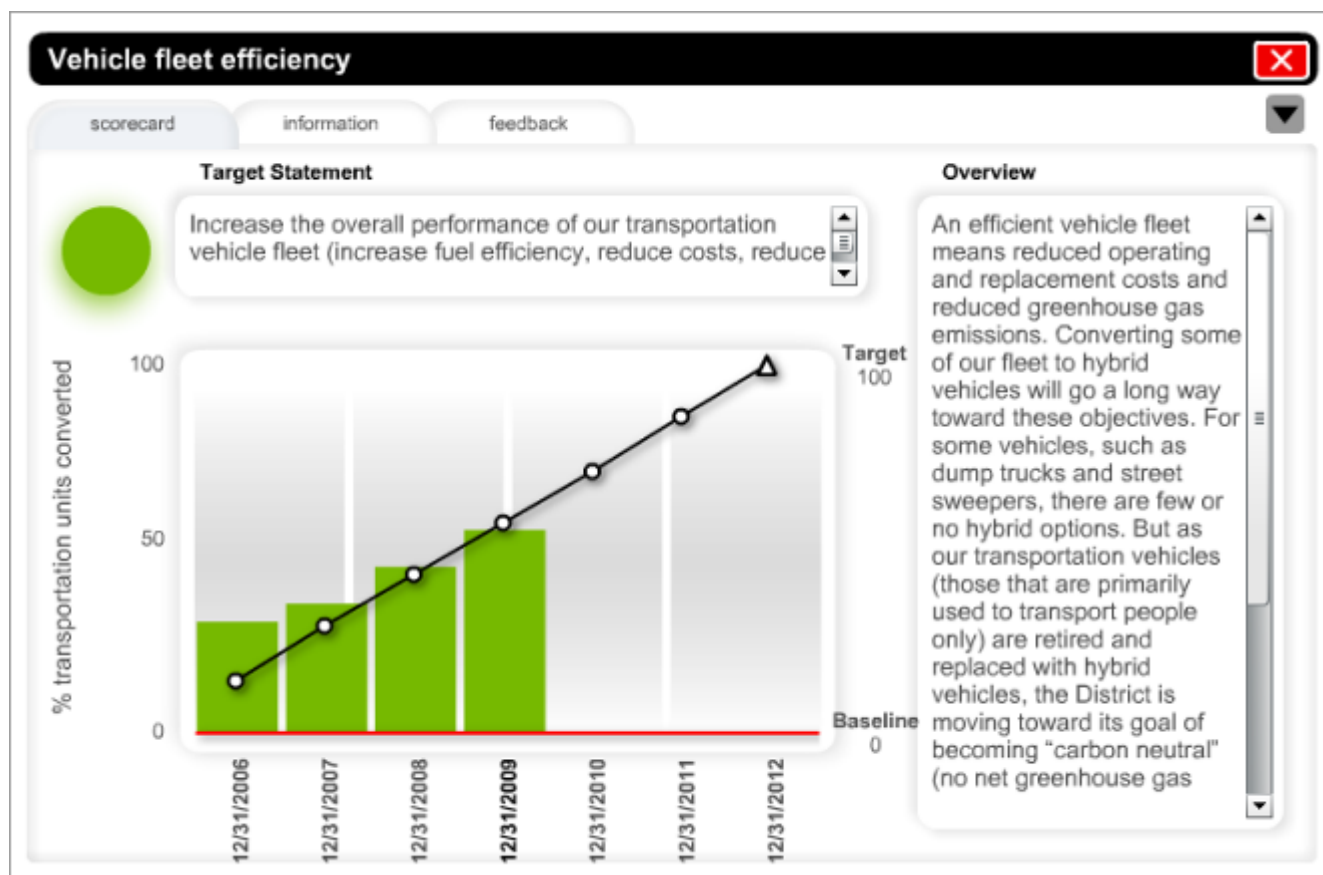 Vehicle fleet efficiency
scorecard
information
feedback
Target Statement
Increase the overall performance of our transportation
vehicle fleet (increase fuel efficiency, reduce costs, reduce
% transportation units converted
100
50
0
Target
100
Baseline
0
12/31/2006
12/31/2007
12/31/2008
12/31/2009
12/31/2010
12/31/2011
12/31/2012
Overview
An efficient vehicle fleet
means reduced operating
and replacement costs and
reduced greenhouse gas
emissions. Converting some
of our fleet to hybrid
vehicles will go a long way
toward these objectives. For
some vehicles, such as
dump trucks and street
sweepers, there are few or
no hybrid options. But as
our transportation vehicles
(those that are primarily
used to transport people
only) are retired and
replaced with hybrid
vehicles, the District is
moving toward its goal of
becoming “carbon neutral”
(no net greenhouse gas